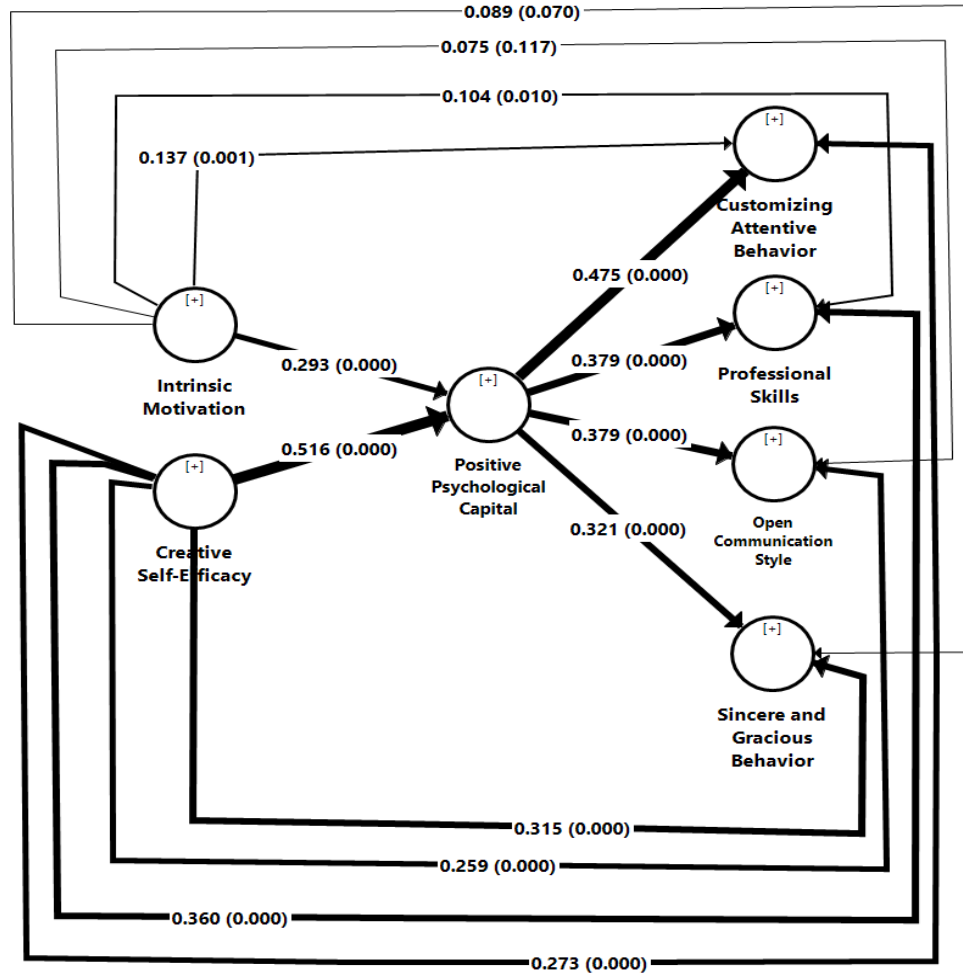 0.089 (0.070)
0.075 (0.117)
0.104 (0.010)
[+]
0.137 (0.001)
Customizing
Attentive
Behavior
0.475 (0.000)
[+]
[+]
0.293 (0.000)
0.379 (0.000)
Intrinsic
Motivation
[+]
Professional
Skills
0.379 (0.000)
[+]
0.516 (0.000)
[+]
Positive
Psychological
Capital
0.321 (0.000)
Open
Communication
Style
Creative
Self-Efficacy
[+]
Sincere and
Gracious
Behavior
0.315 (0.000)
0.259 (0.000)
0.360 (0.000)
0.273 (0.000)